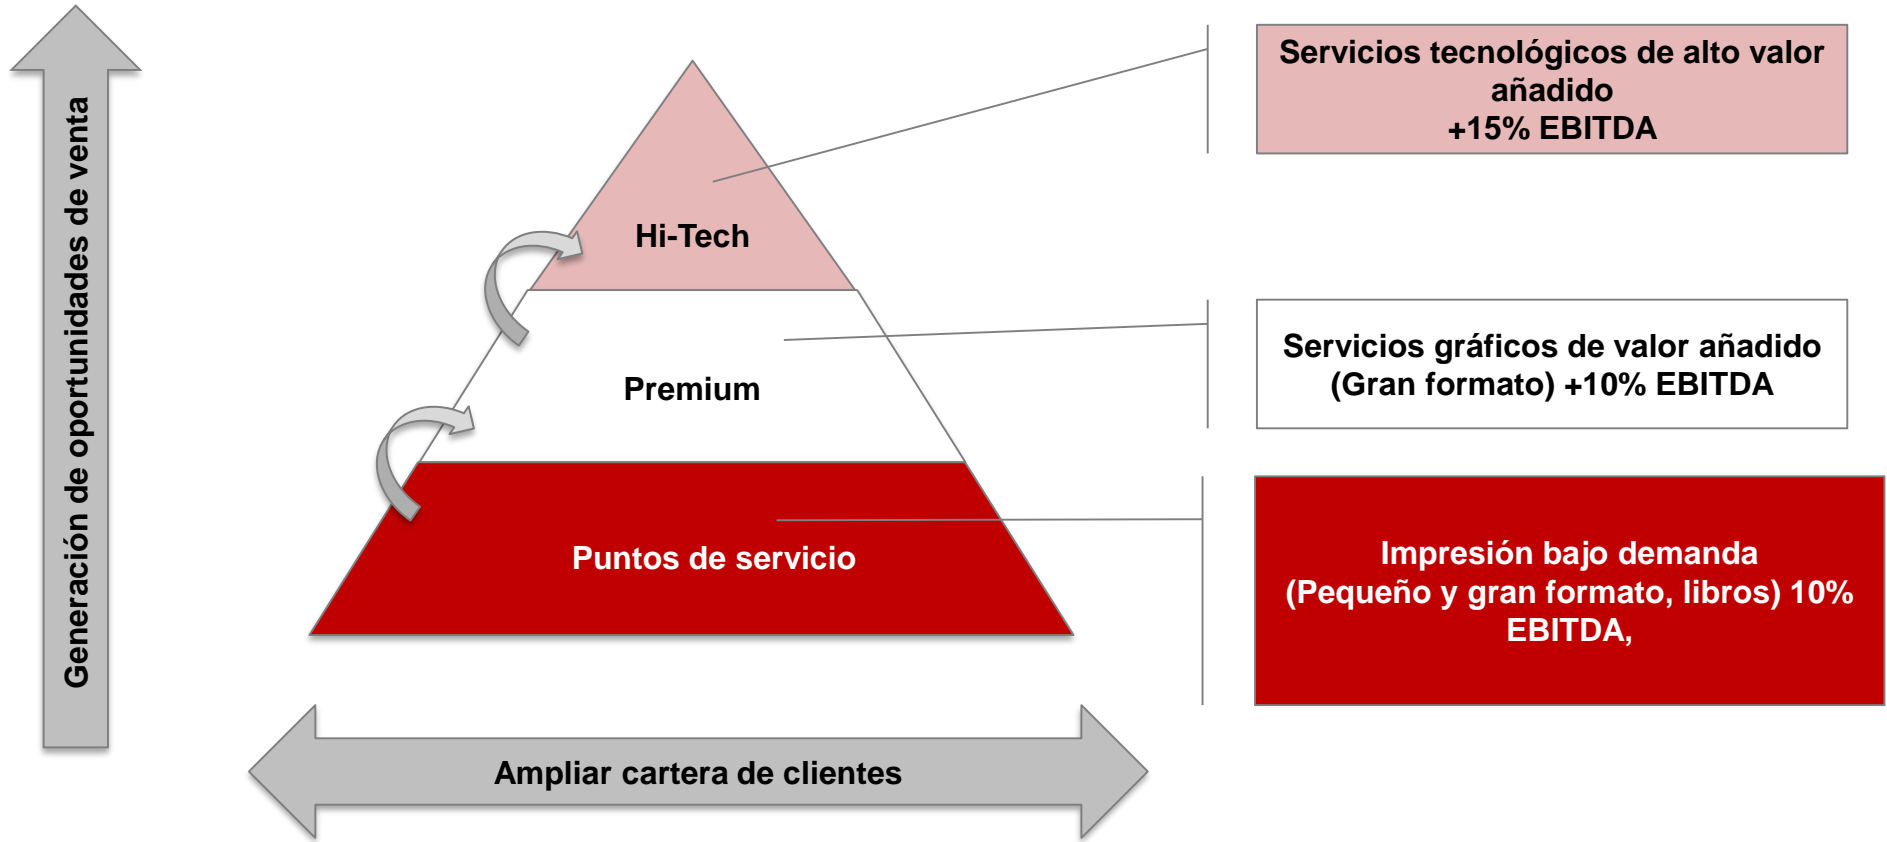 Generación de oportunidades de venta
Servicios tecnológicos de alto valor
añadido
+15% EBITDA
Hi-Tech
Servicios gráficos de valor añadido
(Gran formato) +10% EBITDA
Premium
Impresión bajo demanda
(Pequeño y gran formato, libros) 10%
EBITDA,
Puntos de servicio
Ampliar cartera de clientes